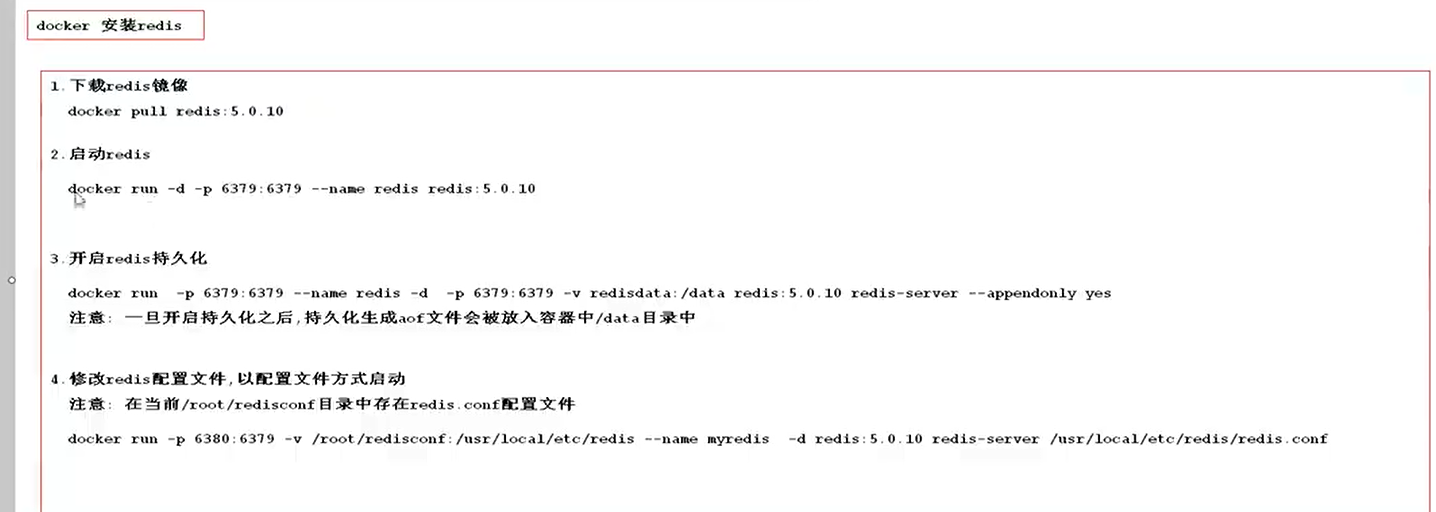 docker 安装redis
1.下载redis镜像
docker pull redis:5.0.10
2.启动redis
docker run -d -p 6379:6379 --name redis redis:5.0.10
3.开启redis持久化
docker run  -p 6379:6379 --name redis -d  -p 6379:6379 -v redisdata:/data redis:5.0.10 redis-server --appendonly yes
注意: 一旦开启持久化之后,持久化生成aof文件会被放入容器中/data目录中
4.修改redis配置文件,以配置文件方式启动
注意: 在当前/root/redisconf目录中存在redis.conf配置文件
docker run -p 6380:6379 -v /root/redisconf:/usr/local/etc/redis --name myredis  -d redis:5.0.10 redis-server /usr/local/etc/redis/redis.conf